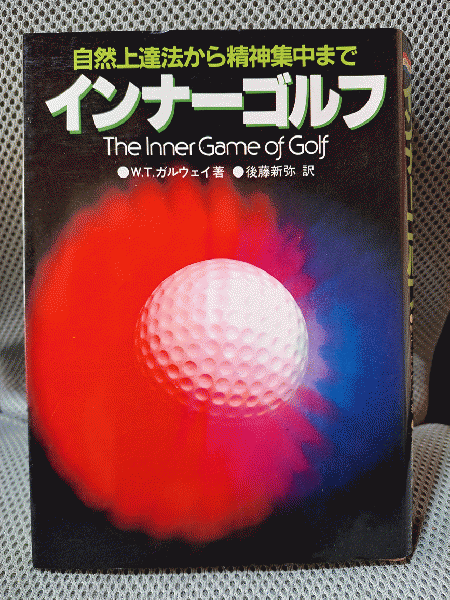 自然上達法から精神集中まで
インナーゴルフ
The Inner Game of Golf
●W.T.ガルウェイ著 ●後藤新弥 訳